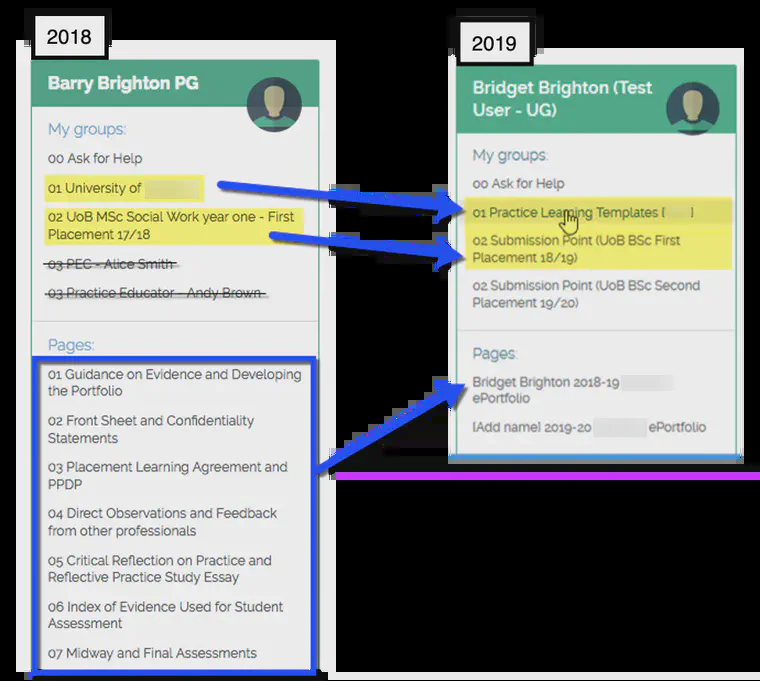 2018
Barry Brighton PG
My groups:
00 Ask for Help
01 University of
02 UoB MSc Social Work year one - First
Placement 17/18
03 PEC - Alice Smith
03 Practice Educator - Andy Brown
Pages:
01 Guidance on Evidence and Developing
the Portfolio
02 Front Sheet and Confidentiality
Statements
03 Placement Learning Agreement and
PPDP
04 Direct Observations and Feedback
from other professionals
05 Critical Reflection on Practice and
Reflective Practice Study Essay
06 Index of Evidence Used for Student
Assessment
07 Midway and Final Assessments
2019
Bridget Brighton (Test
User - UG)
My groups:
00 Ask for Help
01 Practice Learning Templates [ ]
02 Submission Point (UoB BSc First
Placement 18/19)
02 Submission Point (UoB BSc Second
Placement 19/20)
Pages:
Bridget Brighton 2018-19
ePortfolio
[Add name] 2019-20 ePortfolio